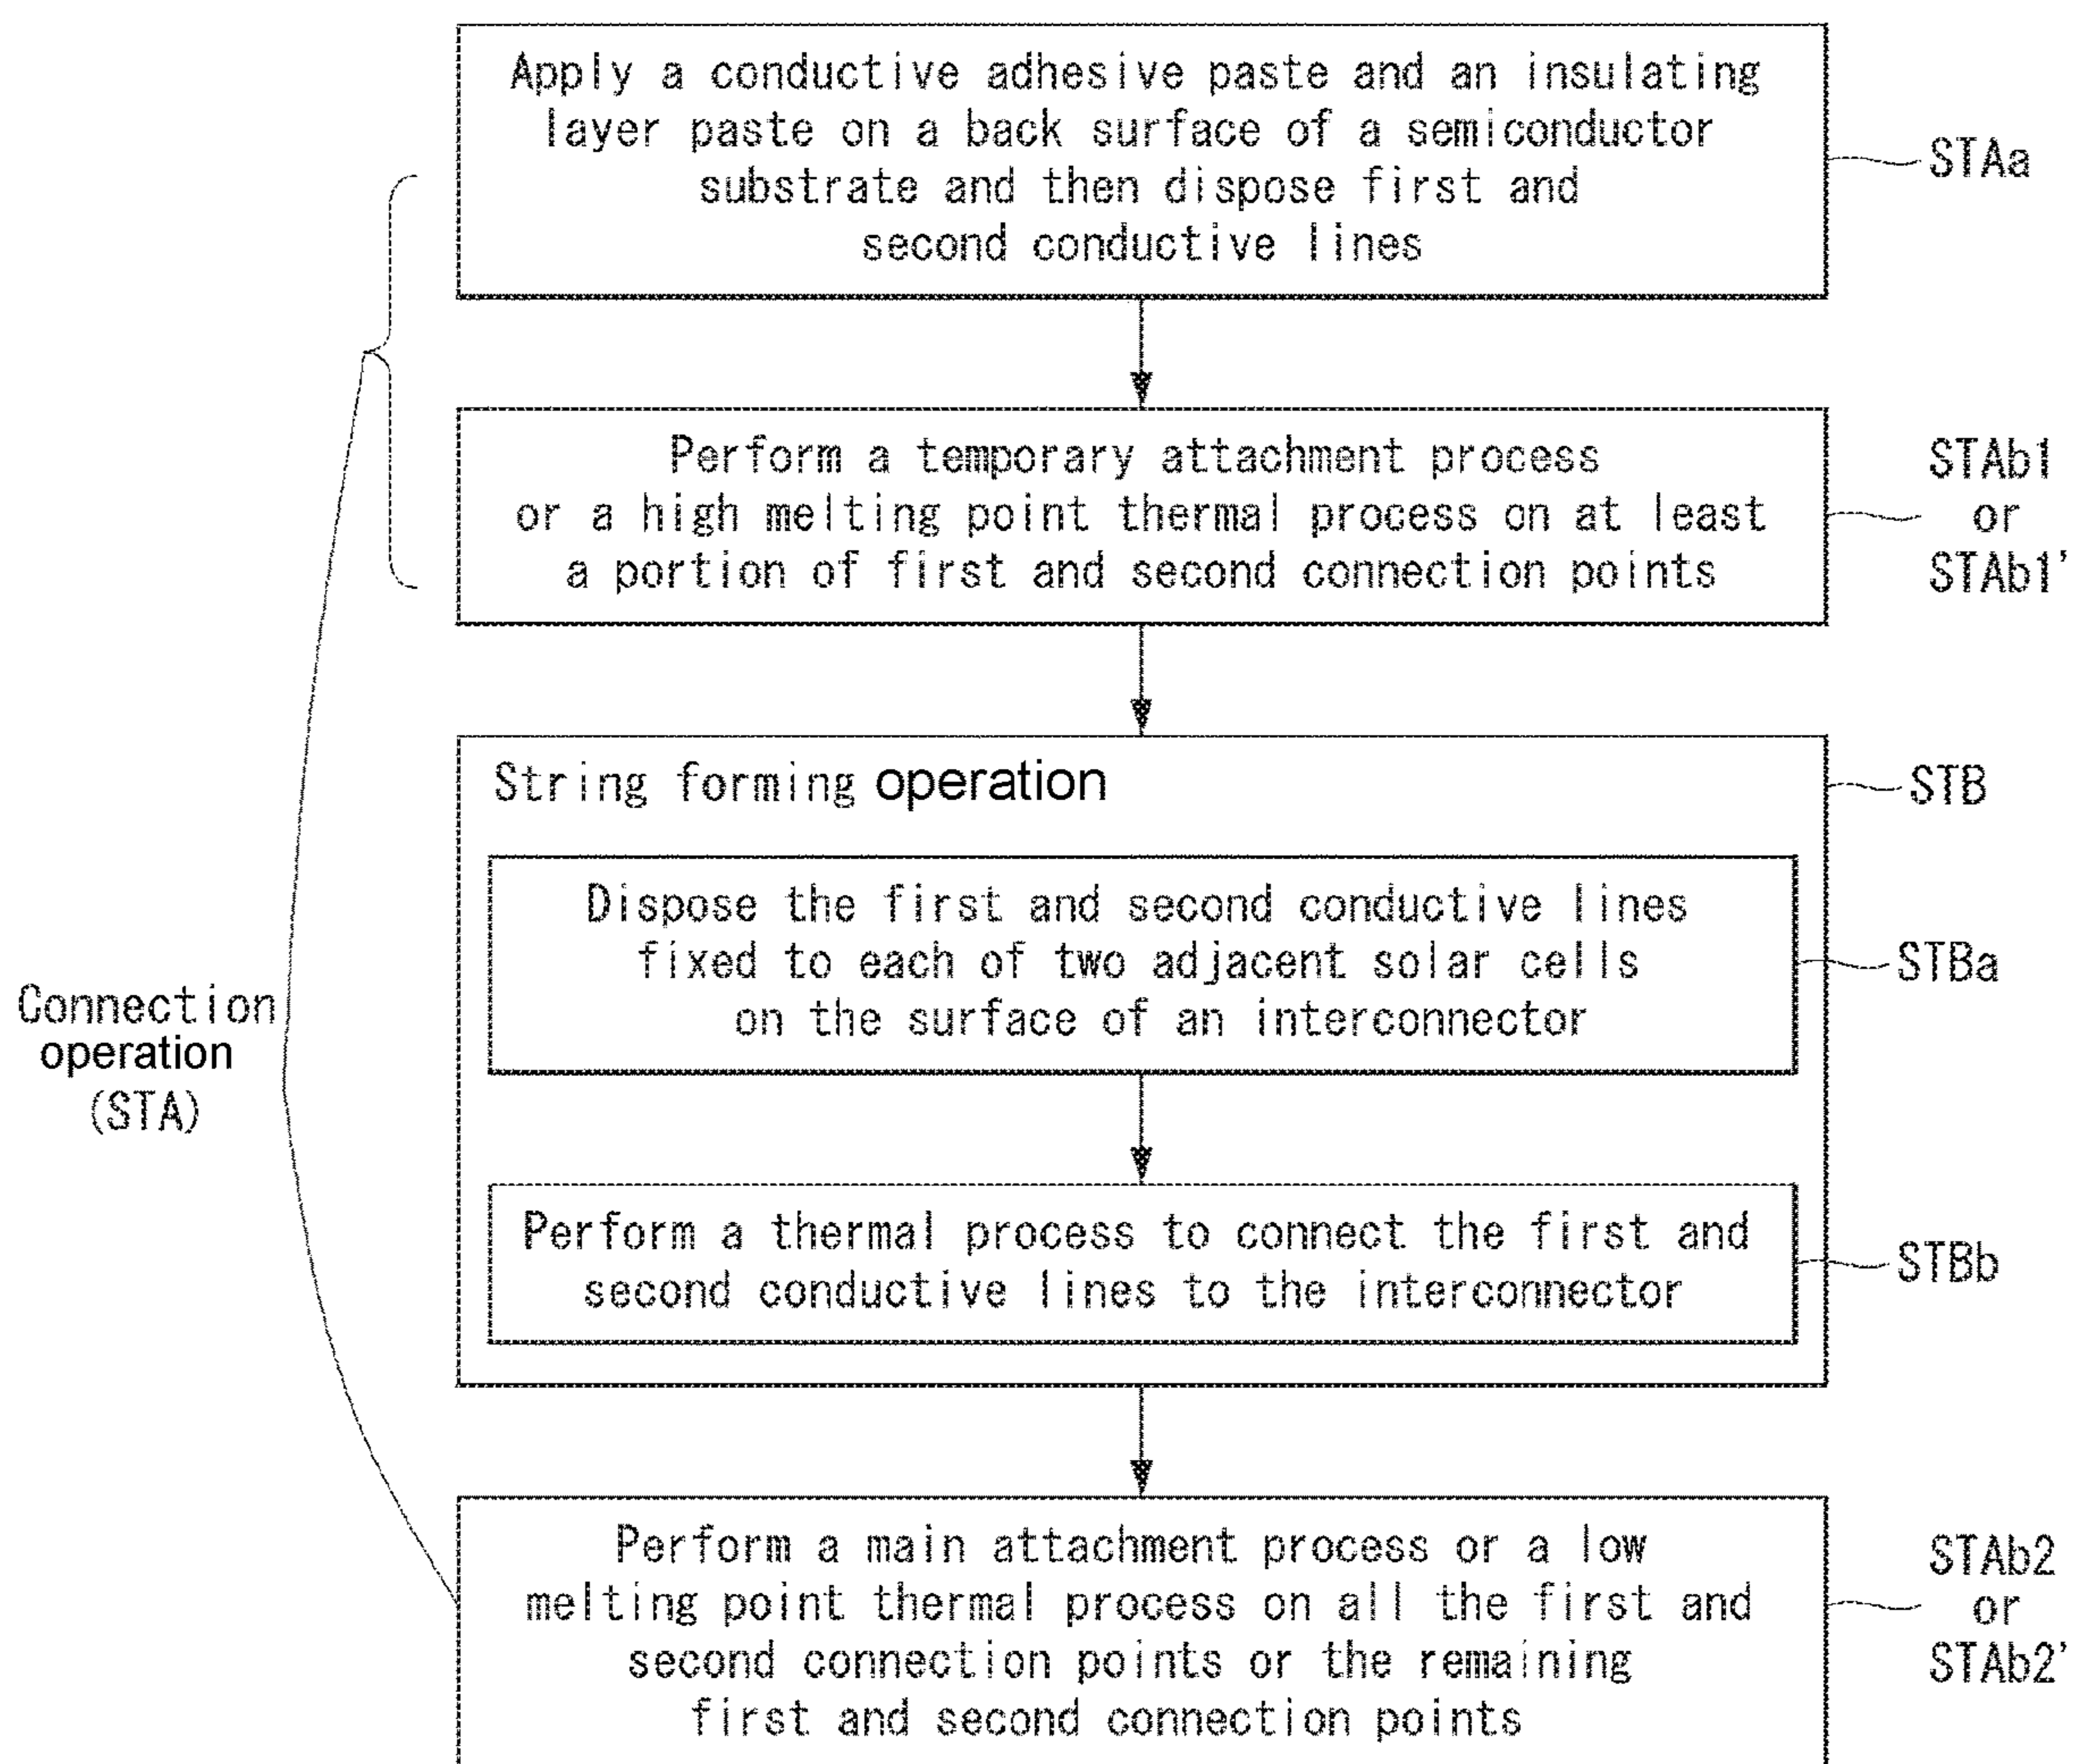 Apply a conductive adhesive paste and an insulating
layer paste on a back surface of a semiconductor
substrate and then dispose first and
second conductive lines
STAa
Perform a temporary attachment process
or a high melting point thermal process on at least
a portion of first and second connection points
STAb1
or
STAb1'
String forming operation
STB
Dispose the first and second conductive lines
fixed to each of two adjacent solar cells
on the surface of an interconnector
STBa
Connection
operation
(STA)
Perform a thermal process to connect the first and
second conductive lines to the interconnector
STBb
Perform a main attachment process or a low
melting point thermal process on all the first and
second connection points or the remaining
first and second connection points
STAb2
or
STAb2'